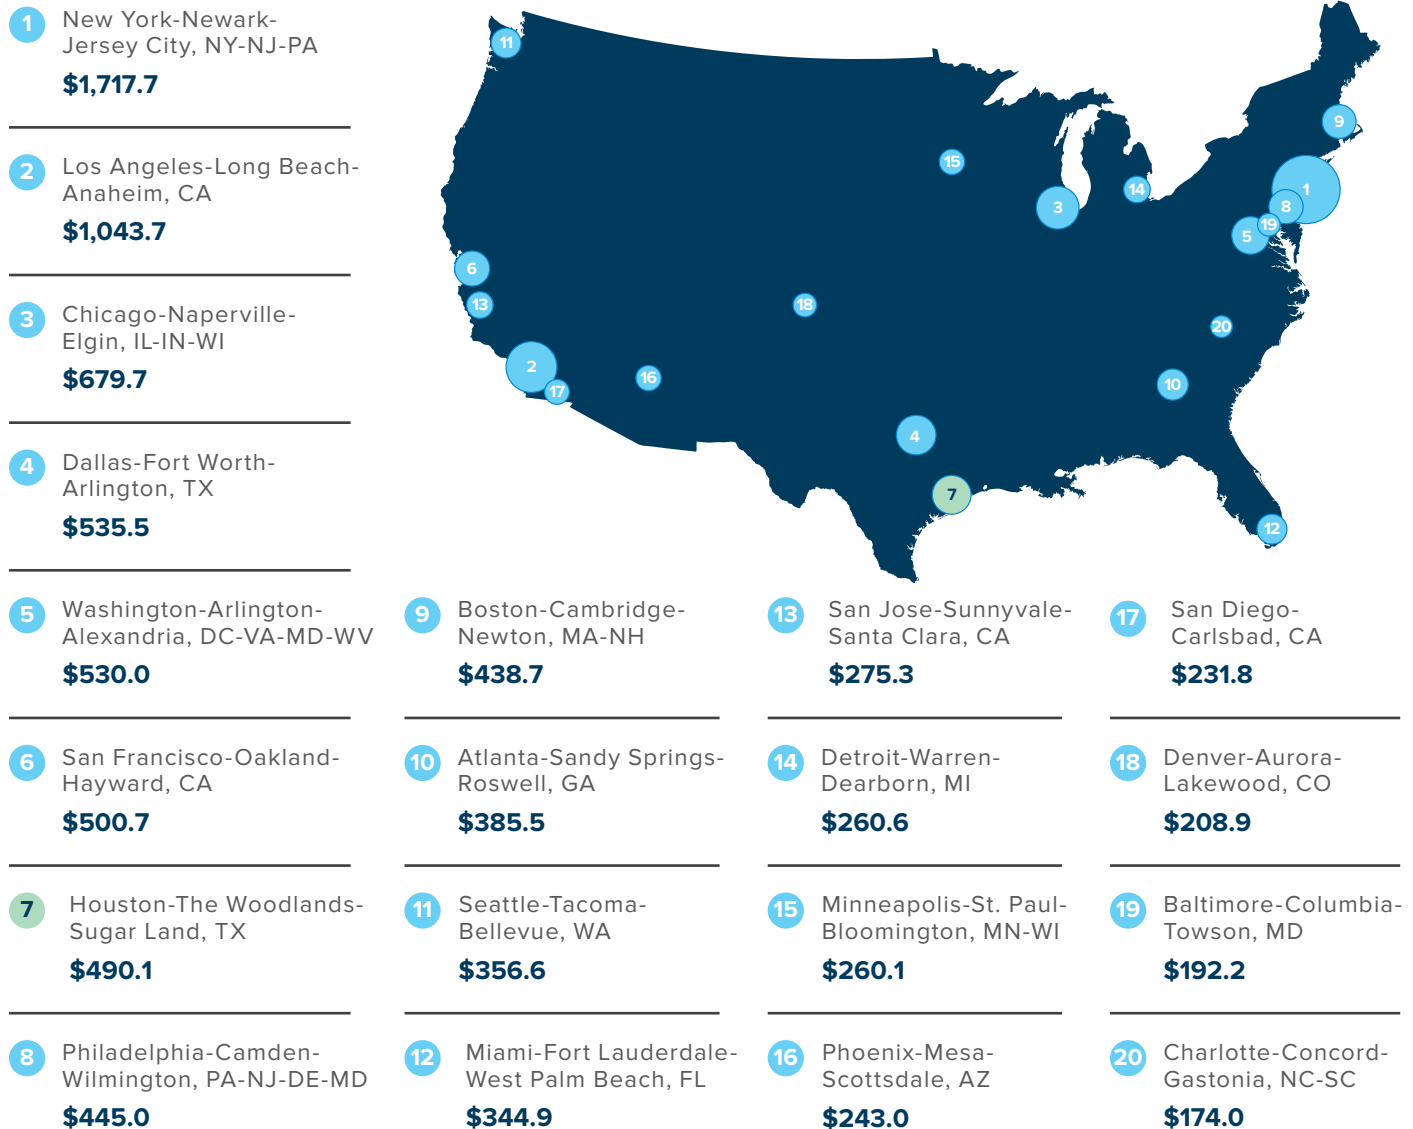 1
New York-Newark-
Jersey City, NY-NJ-PA
$1,717.7
2
Los Angeles-Long Beach-
Anaheim, CA
$1,043.7
3
Chicago-Naperville-
Elgin, IL-IN-WI
$679.7
4
Dallas-Fort Worth-
Arlington, TX
$535.5
5
Washington-Arlington-
Alexandria, DC-VA-MD-WV
$530.0
6
San Francisco-Oakland-
Hayward, CA
$500.7
7
Houston-The Woodlands-
Sugar Land, TX
$490.1
8
Philadelphia-Camden-
Wilmington, PA-NJ-DE-MD
$445.0
9
Boston-Cambridge-
Newton, MA-NH
$438.7
10
Atlanta-Sandy Springs-
Roswell, GA
$385.5
11
Seattle-Tacoma-
Bellevue, WA
$356.6
12
Miami-Fort Lauderdale-
West Palm Beach, FL
$344.9
13
San Jose-Sunnyvale-
Santa Clara, CA
$275.3
14
Detroit-Warren-
Dearborn, MI
$260.6
15
Minneapolis-St. Paul-
Bloomington, MN-WI
$260.1
16
Phoenix-Mesa-
Scottsdale, AZ
$243.0
17
San Diego-
Carlsbad, CA
$231.8
18
Denver-Aurora-
Lakewood, CO
$208.9
19
Baltimore-Columbia-
Towson, MD
$192.2
20
Charlotte-Concord-
Gastonia, NC-SC
$174.0
11
9
15
14
1
3
8
19
5
6
13
18
20
2
17
16
10
4
7
12